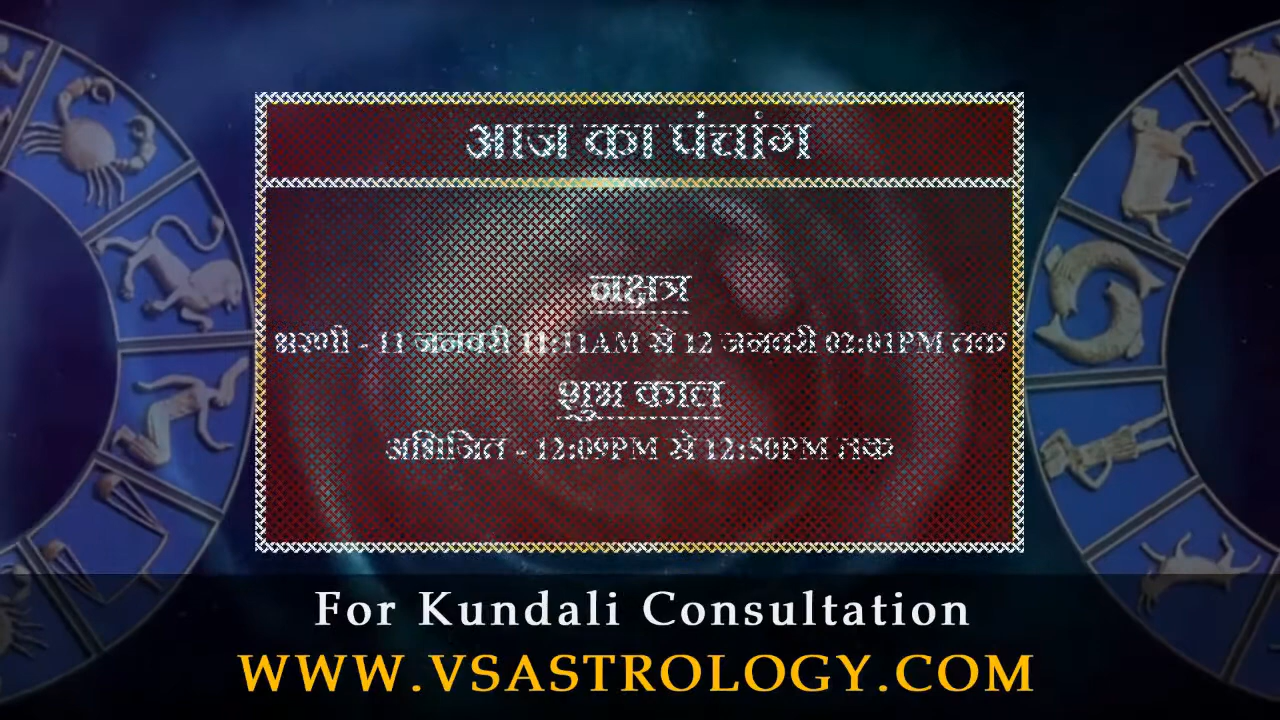 आज का पंचांग
नक्षत्र
भरणी - 11 जनवरी 11:11AM से 12 जनवरी 02:01PM तक
शुभ काल
अभिजित - 12:09PM से 12:50PM तक
For Kundali Consultation
WWW.VSASTROLOGY.COM